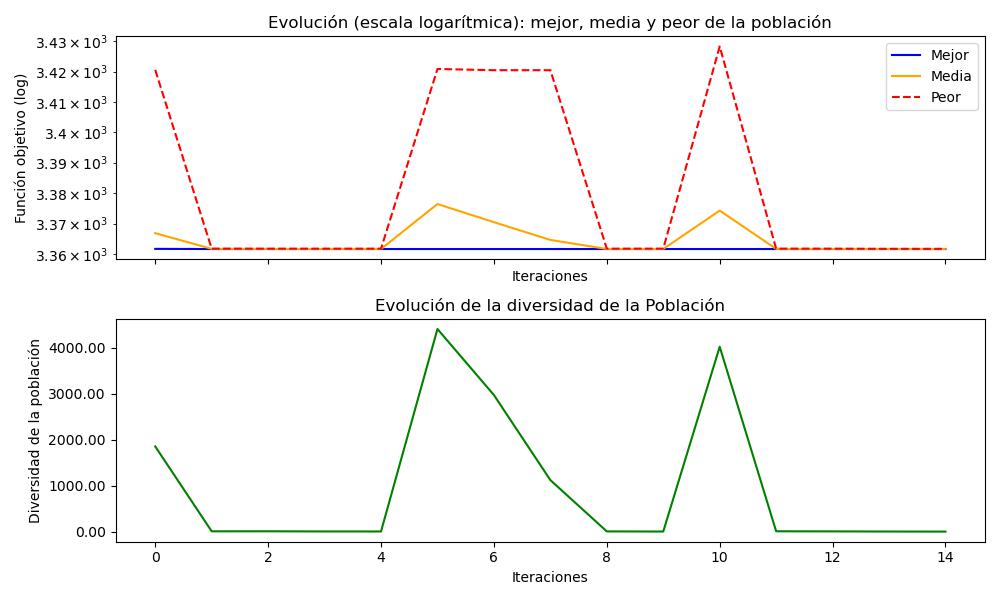 Evolución (escala logarítmica): mejor, media y peor de la población
Función objetivo (log)
3.43 × 10³
3.42 × 10³
3.41 × 10³
3.4 × 10³
3.39 × 10³
3.38 × 10³
3.37 × 10³
3.36 × 10³
Mejor
Media
Peor
Iteraciones
Evolución de la diversidad de la Población
Diversidad de la población
4000.00
3000.00
2000.00
1000.00
0.00
0 2 4 6 8 10 12 14
Iteraciones